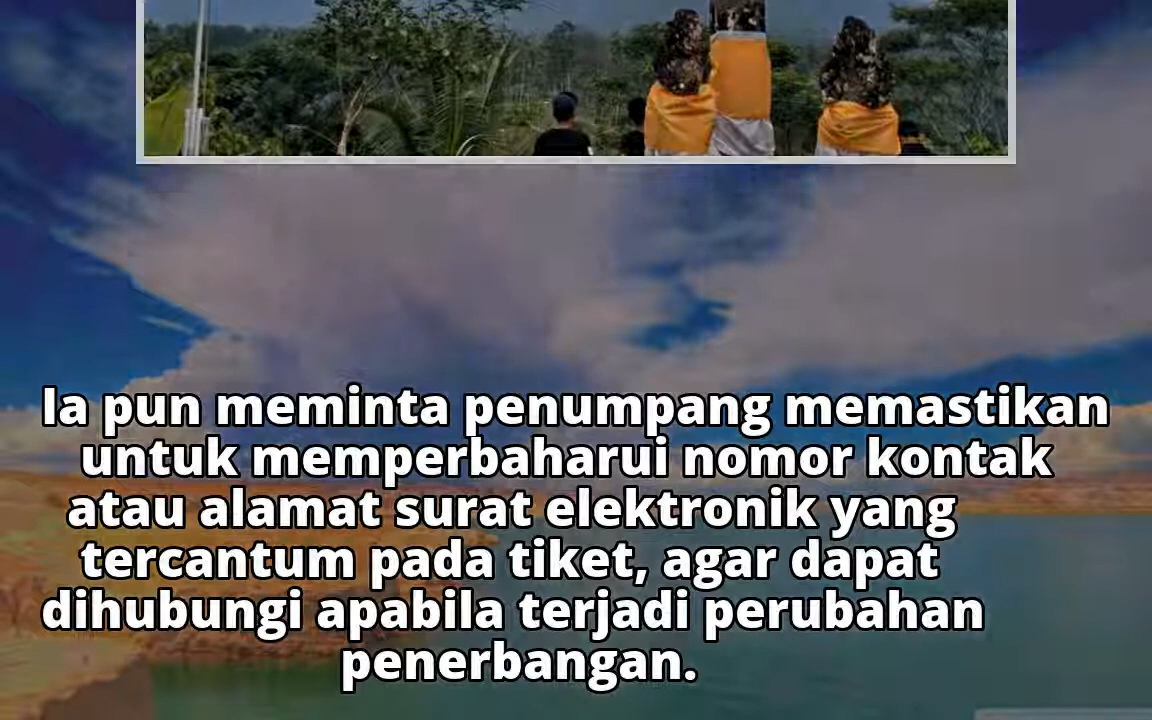 Ia pun meminta penumpang memastikan
untuk memperbaharui nomor kontak
atau alamat surat elektronik yang
tercantum pada tiket, agar dapat
dihubungi apabila terjadi perubahan
penerbangan.